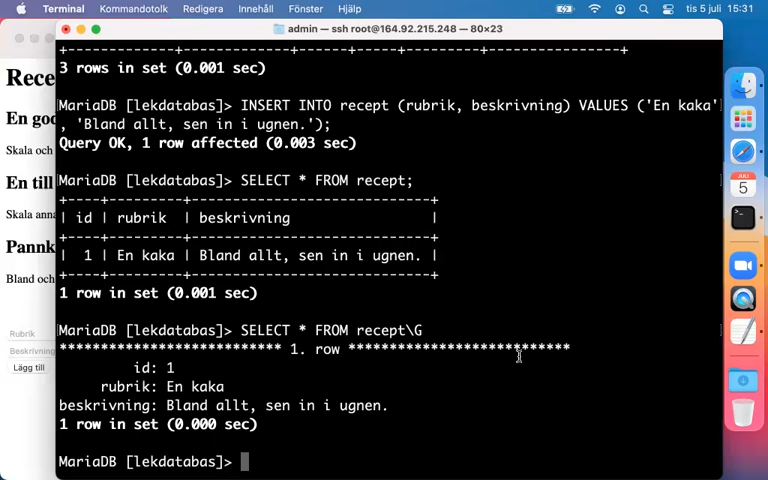 Terminal Kommandotolk Redigera Innehåll Fönster Hjälp tis 5 juli 15:31
admin — ssh root@164.92.215.248 — 80×23
+-------------+-------------+------+-----+---------+----------------+
3 rows in set (0.001 sec)
MariaDB [lekdatabas]> INSERT INTO recept (rubrik, beskrivning) VALUES ('En kaka'
, 'Bland allt, sen in i ugnen.');
Query OK, 1 row affected (0.003 sec)
MariaDB [lekdatabas]> SELECT * FROM recept;
+----+---------+-----------------------------+
| id | rubrik | beskrivning |
+----+---------+-----------------------------+
| 1 | En kaka | Bland allt, sen in i ugnen. |
+----+---------+-----------------------------+
1 row in set (0.001 sec)
MariaDB [lekdatabas]> SELECT * FROM recept\G
*************************** 1. row ***************************
id: 1
rubrik: En kaka
beskrivning: Bland allt, sen in i ugnen.
1 row in set (0.000 sec)
MariaDB [lekdatabas]>
Rece
En goo
Skala och
En till
Skala anna
Pannk
Bland och
Rubrik
Beskrivning
Lägg till
JULI
5